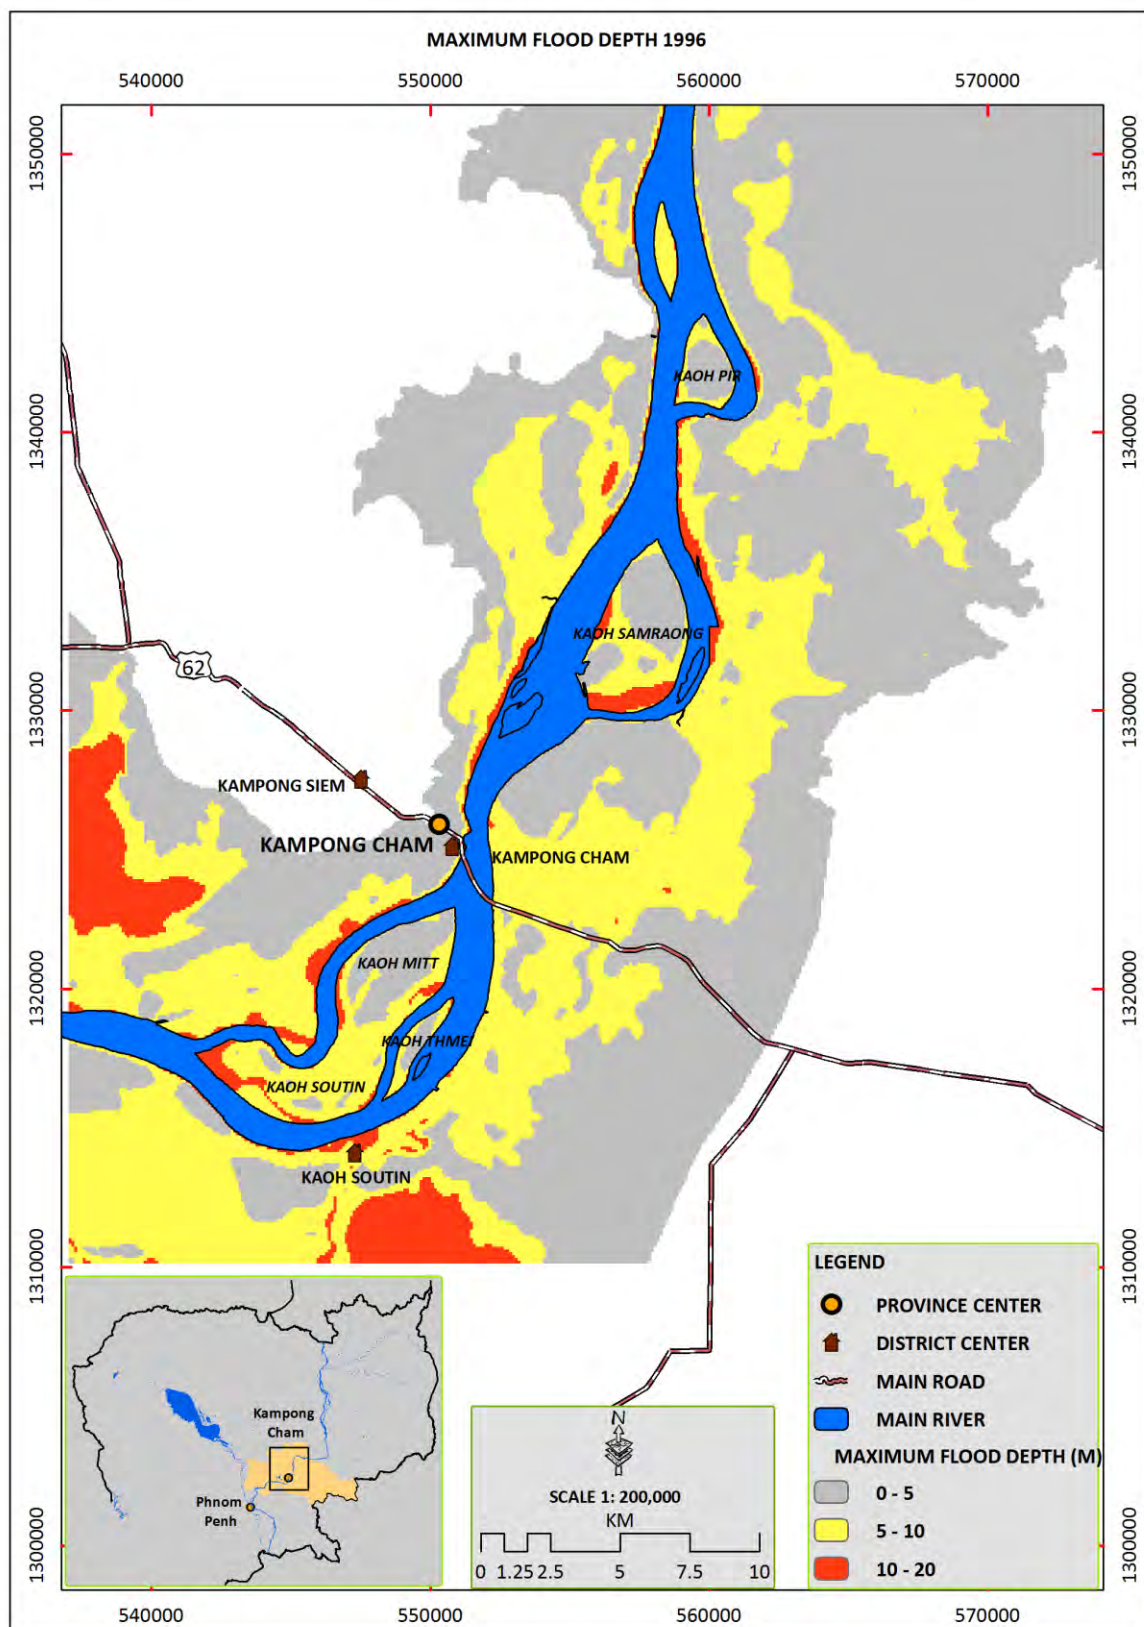 MAXIMUM FLOOD DEPTH 1996
540000 550000 560000 570000
1350000 1350000
KAOH PIR
1340000 1340000
KAOH SAMRAONG
62
1330000 1330000
KAMPONG SIEM
KAMPONG CHAM
KAMPONG CHAM
KAOH MITT
1320000 1320000
KAOH THMEI
KAOH SOUTIN
KAOH SOUTIN
1310000 1310000
LEGEND
PROVINCE CENTER
DISTRICT CENTER
MAIN ROAD
MAIN RIVER
MAXIMUM FLOOD DEPTH (M)
0 - 5
5 - 10
10 - 20
Kampong
Cham
Phnom
Penh
N
SCALE 1: 200,000
KM
0 1.25 2.5 5 7.5 10
1300000 1300000
540000 550000 560000 570000